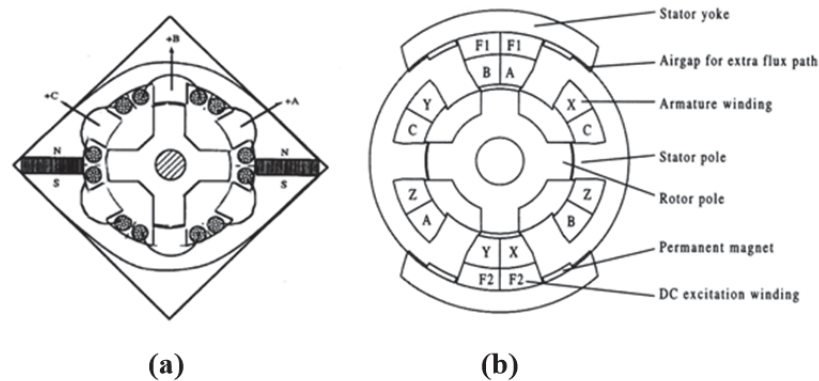 +B
+C
+A
N
S
N
S
(a)
F1 F1
B A
Y
C
X
C
Z
A
Z
B
Y X
F2 F2
Stator yoke
Airgap for extra flux path
Armature winding
Stator pole
Rotor pole
Permanent magnet
DC excitation winding
(b)